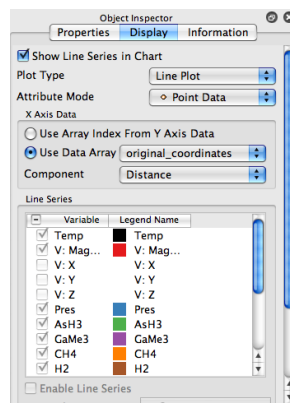 Object Inspector
Properties Display Information
Show Line Series in Chart
Plot Type Line Plot
Attribute Mode Point Data
X Axis Data
Use Array Index From Y Axis Data
Use Data Array original_coordinates
Component Distance
Line Series
Variable Legend Name
Temp Temp
V: Mag... V: Mag...
V: X V: X
V: Y V: Y
V: Z V: Z
Pres Pres
AsH3 AsH3
GaMe3 GaMe3
CH4 CH4
H2 H2
Enable Line Series